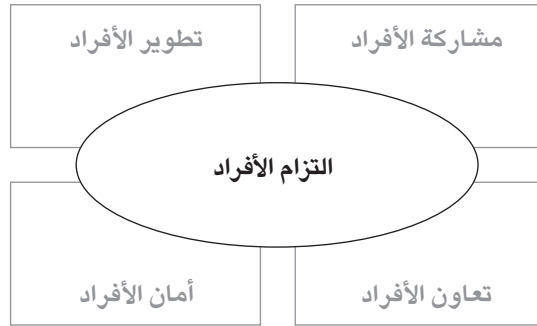 مشاركة الأفراد
تطوير الأفراد
التزام الأفراد
تعاون الأفراد
أمان الأفراد